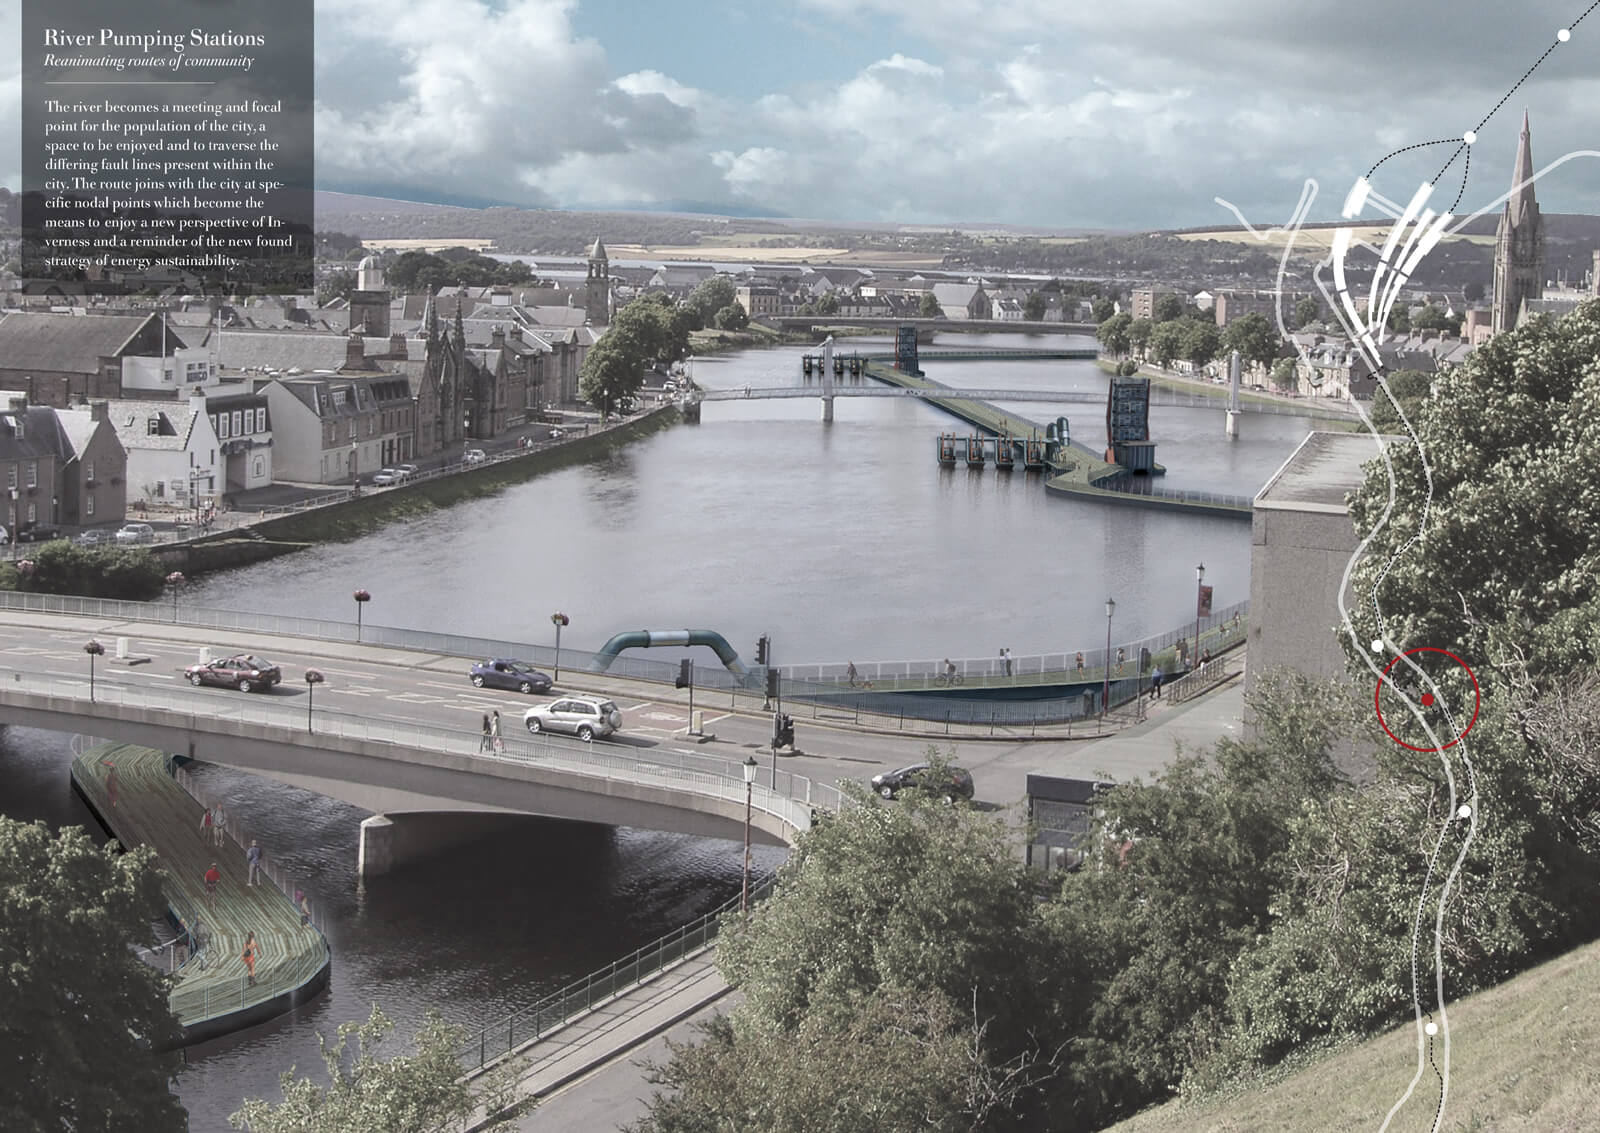 River Pumping Stations
Reanimating routes of community
The river becomes a meeting and focal
point for the population of the city, a
space to be enjoyed and to traverse the
differing fault lines present within the
city. The route joins with the city at spe-
cific nodal points which become the
means to enjoy a new perspective of In-
verness and a reminder of the new found
strategy of energy sustainability.